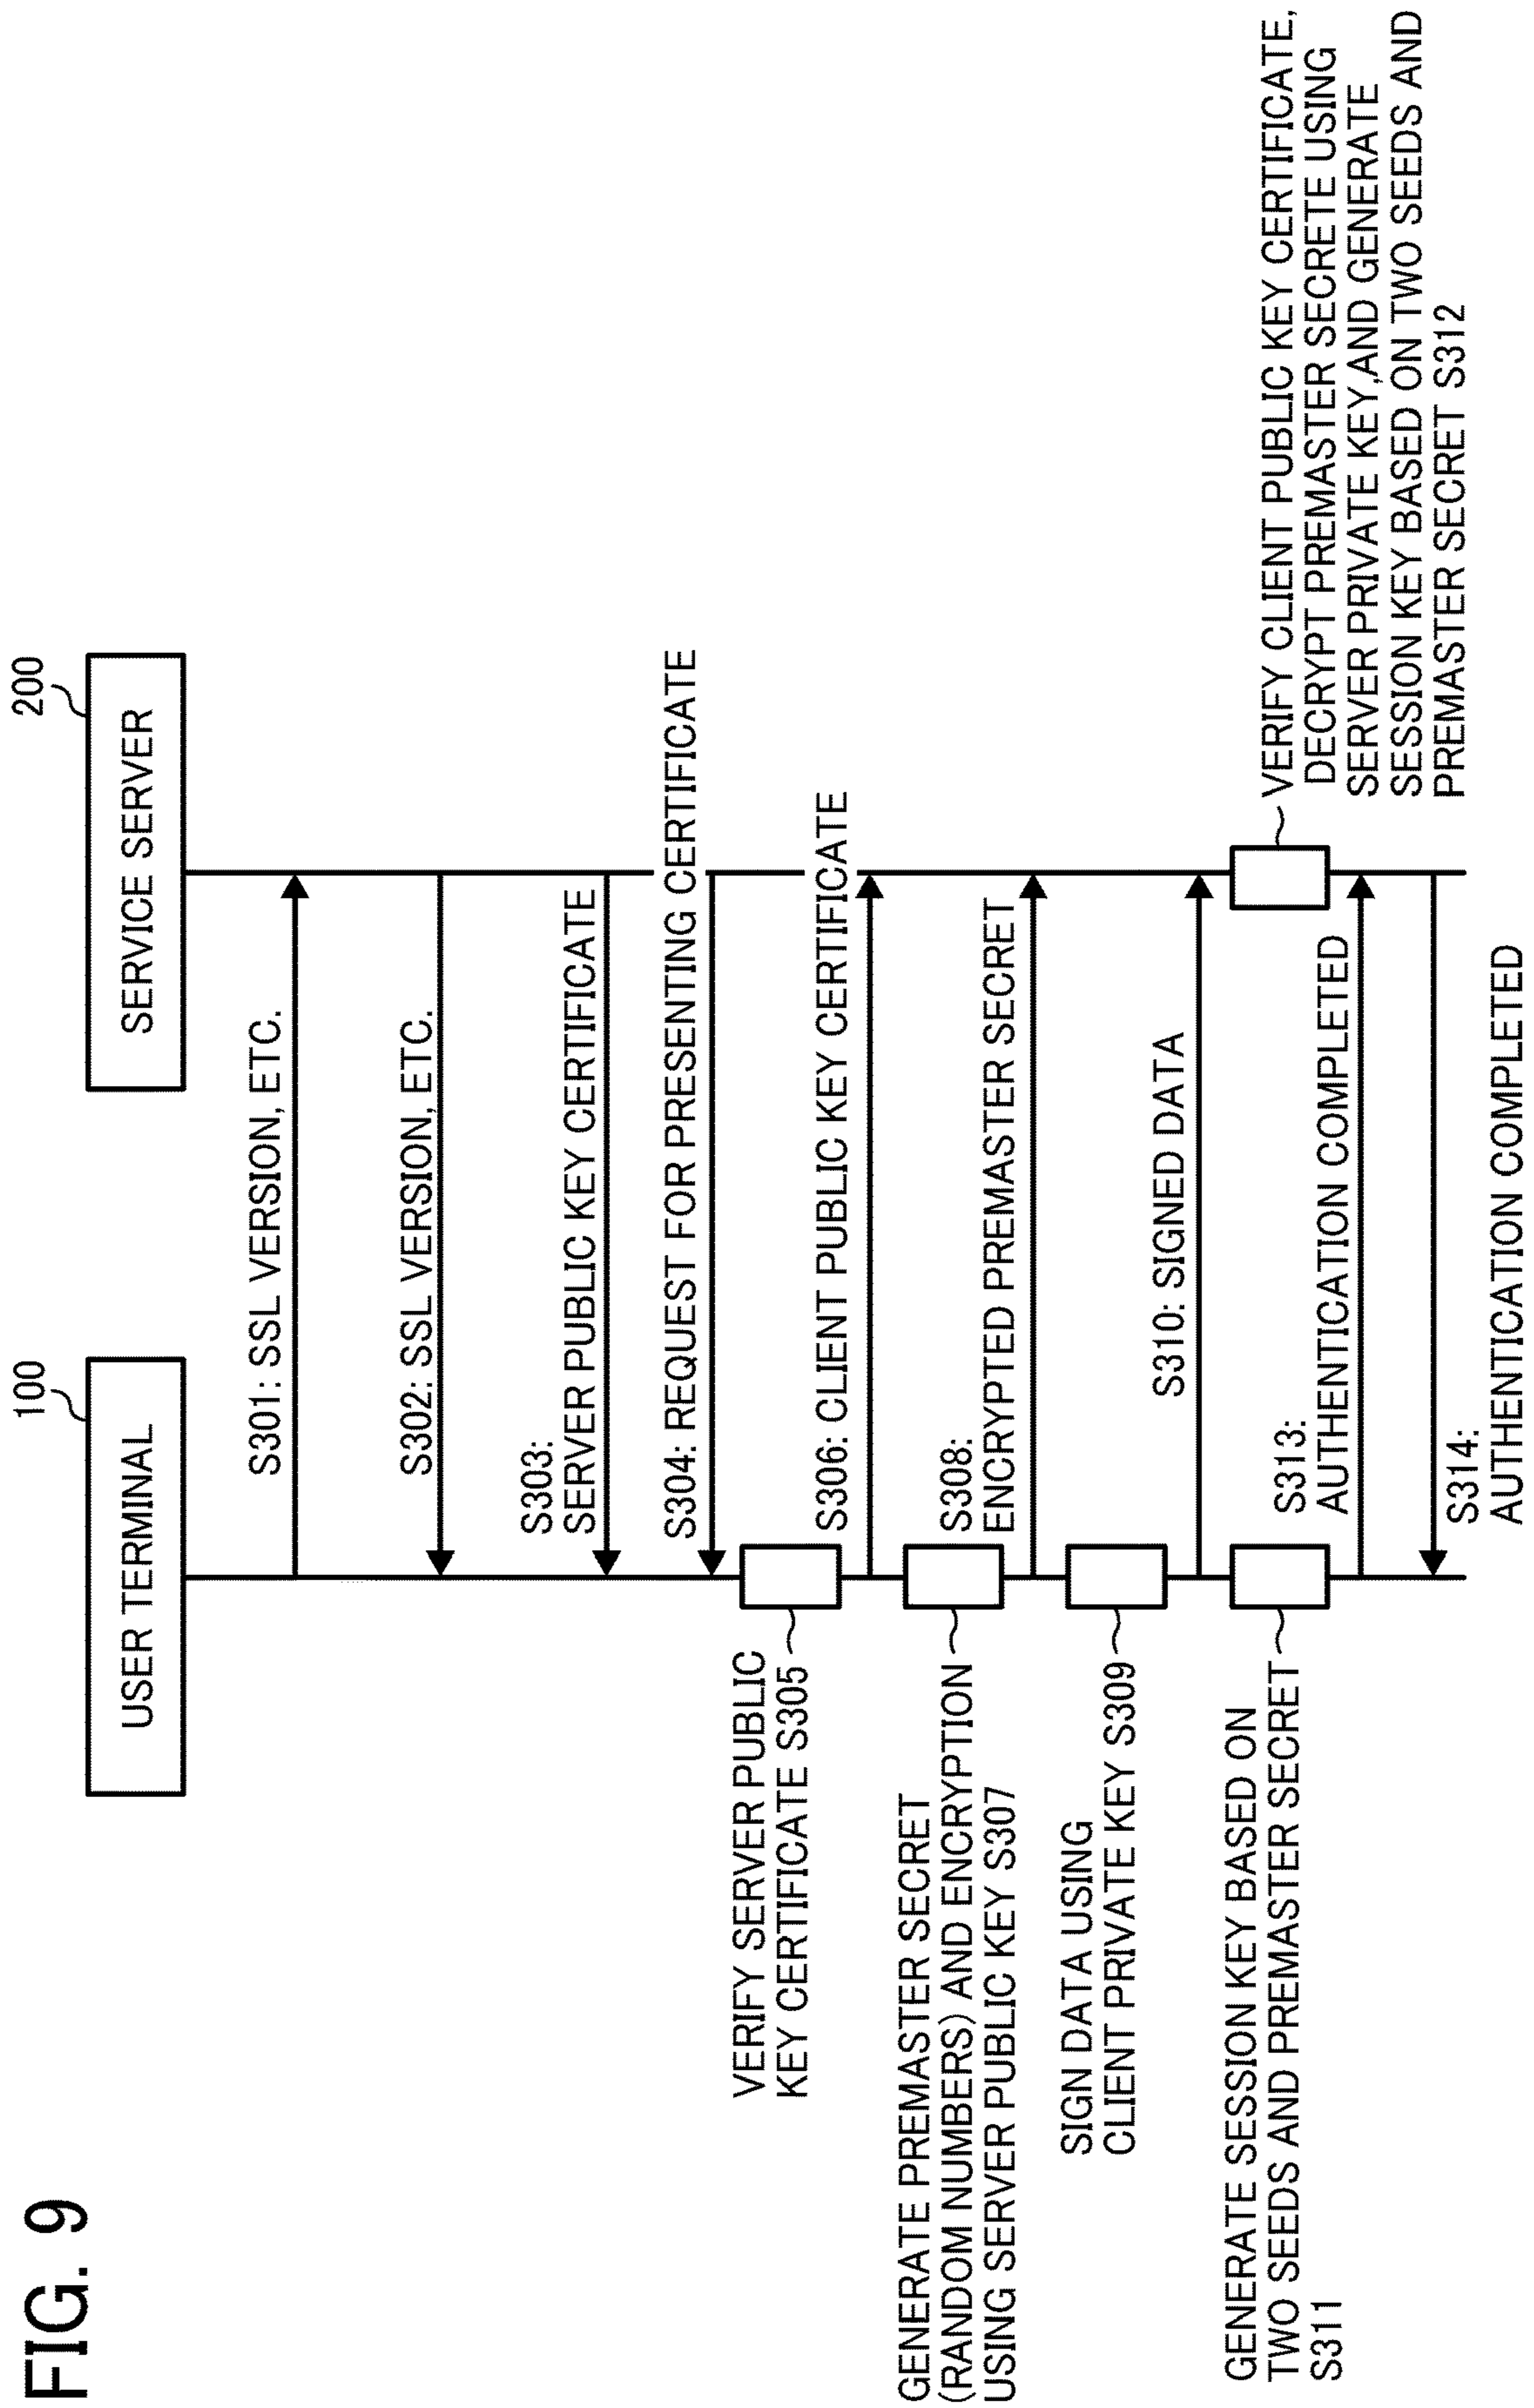 FIG. 9
100
200
USER TERMINAL
SERVICE SERVER
S301: SSL VERSION, ETC.
S302: SSL VERSION, ETC.
S303:
SERVER PUBLIC KEY CERTIFICATE
S304: REQUEST FOR PRESENTING CERTIFICATE
VERIFY SERVER PUBLIC
KEY CERTIFICATE S305
S306: CLIENT PUBLIC KEY CERTIFICATE
GENERATE PREMASTER SECRET
(RANDOM NUMBERS) AND ENCRYPTION
USING SERVER PUBLIC KEY S307
S308:
ENCRYPTED PREMASTER SECRET
SIGN DATA USING
CLIENT PRIVATE KEY S309
S310: SIGNED DATA
GENERATE SESSION KEY BASED ON
TWO SEEDS AND PREMASTER SECRET
S311
VERIFY CLIENT PUBLIC KEY CERTIFICATE,
DECRYPT PREMASTER SECRETE USING
SERVER PRIVATE KEY,AND GENERATE
SESSION KEY BASED ON TWO SEEDS AND
PREMASTER SECRET S312
S313:
AUTHENTICATION COMPLETED
S314:
AUTHENTICATION COMPLETED